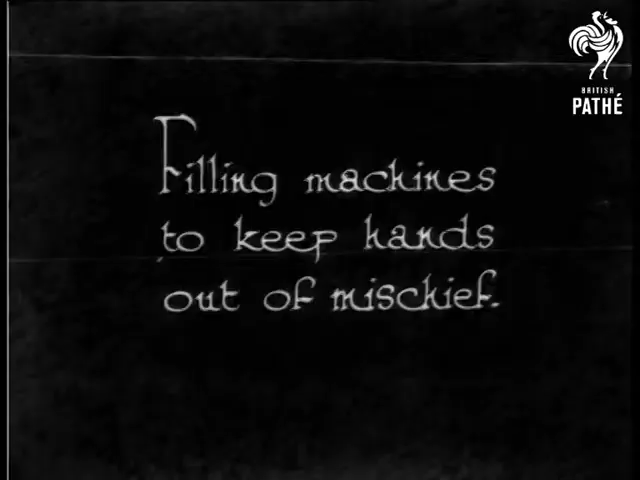 BRITISH
PATHÉ
Filling machines
to keep hands
out of mischief.